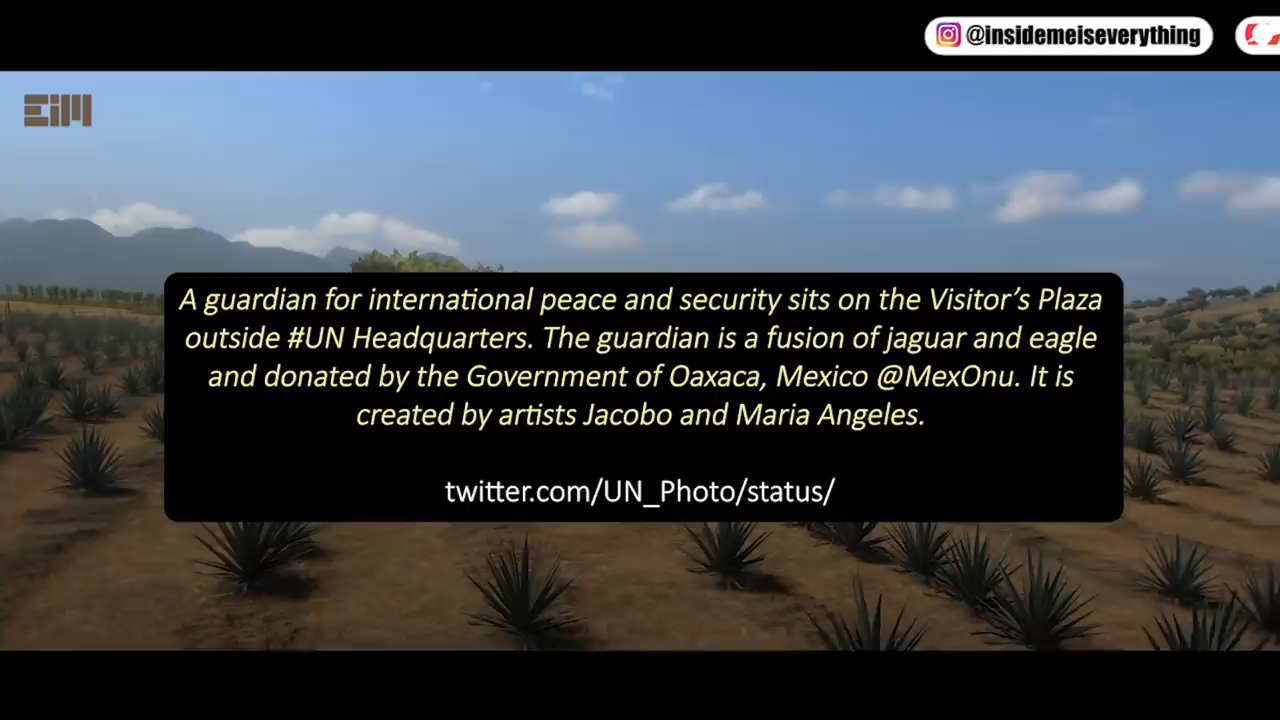 @insidemeiseverything
EiM
A guardian for international peace and security sits on the Visitor's Plaza
outside #UN Headquarters. The guardian is a fusion of jaguar and eagle
and donated by the Government of Oaxaca, Mexico @MexOnu. It is
created by artists Jacobo and Maria Angeles.
twitter.com/UN_Photo/status/